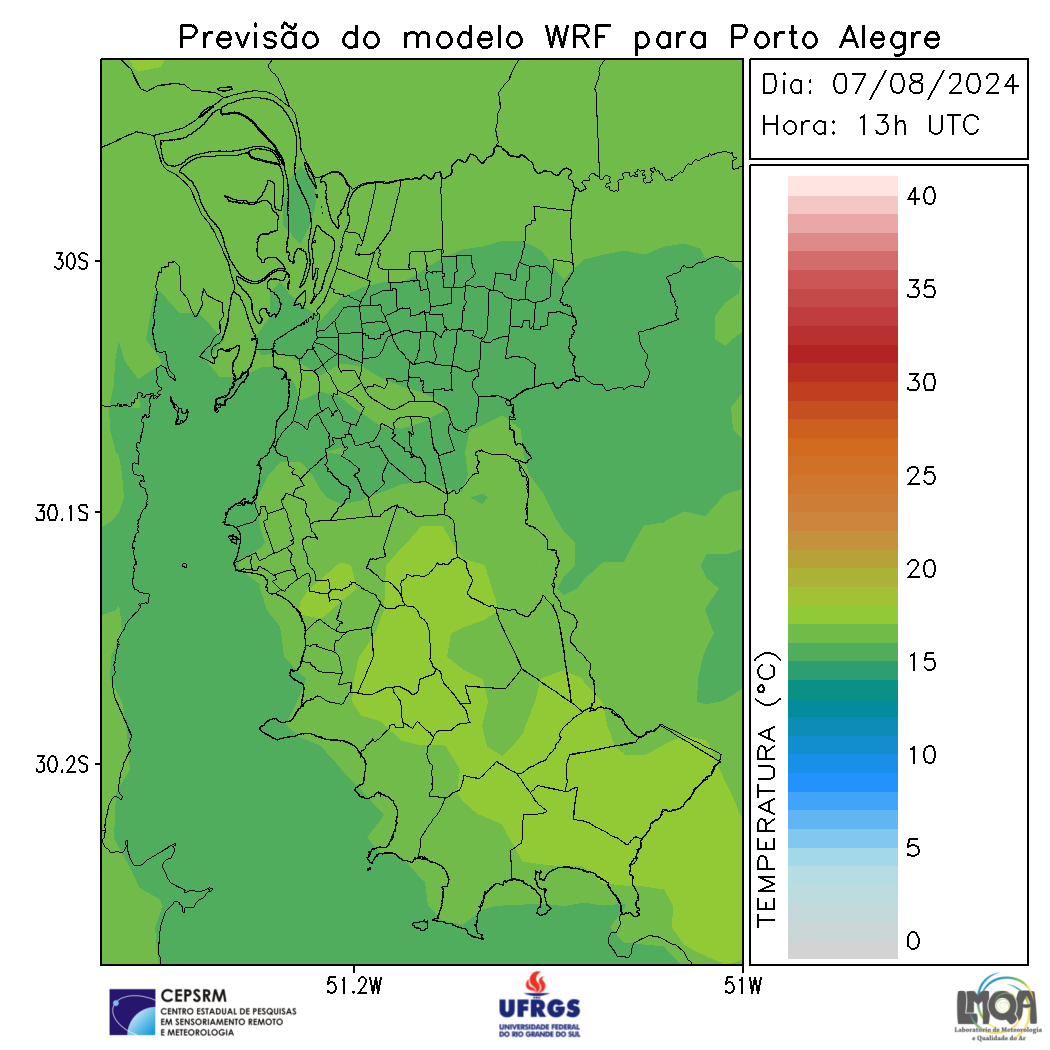 Previsão do modelo WRF para Porto Alegre
Dia: 07/08/2024
Hora: 13h UTC
30S
30.1S
30.2S
51.2W
51W
TEMPERATURA (°C)
40
35
30
25
20
15
10
5
0
CEPSRM
CENTRO ESTADUAL DE PESQUISAS
EM SENSORIAMENTO REMOTO
E METEOROLOGIA
UFRGS
UNIVERSIDADE FEDERAL
DO RIO GRANDE DO SUL
LMQA
Laboratório de Meteorologia
e Qualidade do Ar